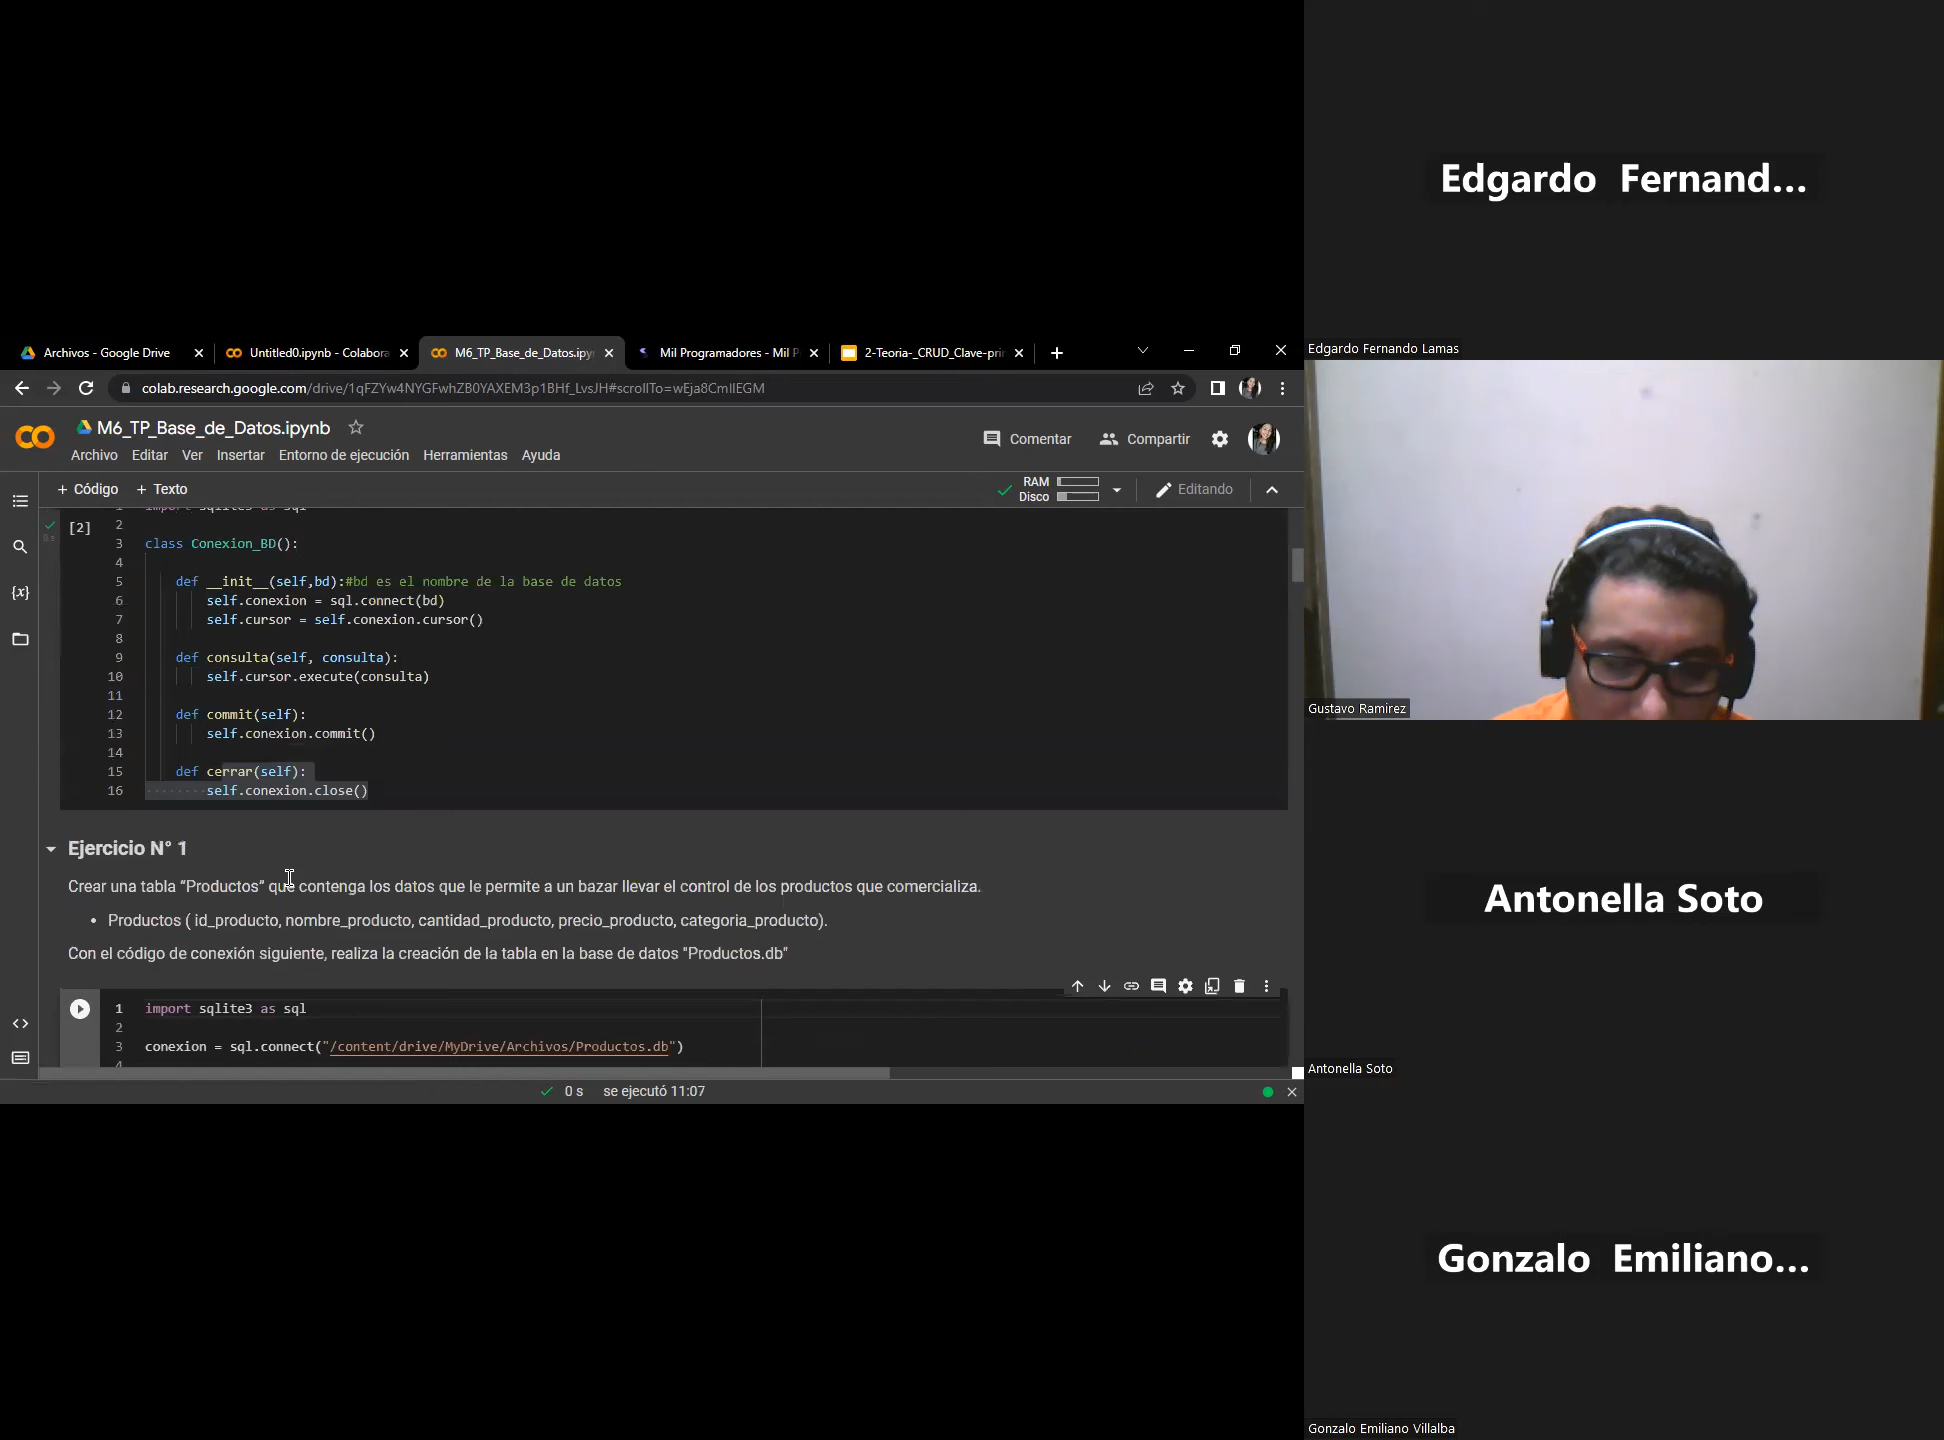 Archivos - Google Drive
Untitled0.ipynb - Colabora
M6_TP_Base_de_Datos.ipy
Mil Programadores - Mil P
2-Teoria-_CRUD_Clave-pri
colab.research.google.com/drive/1qFZYw4NYGFwhZB0YAXEM3p1BHf_LvsJH#scrollTo=wEja8CmIIEGM
M6_TP_Base_de_Datos.ipynb
Comentar
Compartir
Archivo Editar Ver Insertar Entorno de ejecución Herramientas Ayuda
+ Código + Texto
RAM
Disco
Editando
[2]
1 import sqlite3 as sql
2
3 class Conexion_BD():
4
5 def __init__(self,bd):#bd es el nombre de la base de datos
6 self.conexion = sql.connect(bd)
7 self.cursor = self.conexion.cursor()
8
9 def consulta(self, consulta):
10 self.cursor.execute(consulta)
11
12 def commit(self):
13 self.conexion.commit()
14
15 def cerrar(self):
16 self.conexion.close()
Ejercicio N° 1
Crear una tabla “Productos” que contenga los datos que le permite a un bazar llevar el control de los productos que comercializa.
• Productos ( id_producto, nombre_producto, cantidad_producto, precio_producto, categoria_producto).
Con el código de conexión siguiente, realiza la creación de la tabla en la base de datos "Productos.db"
1 import sqlite3 as sql
2
3 conexion = sql.connect("/content/drive/MyDrive/Archivos/Productos.db")
4
0 s se ejecutó 11:07
Edgardo Fernand...
Edgardo Fernando Lamas
Gustavo Ramirez
Antonella Soto
Antonella Soto
Gonzalo Emiliano...
Gonzalo Emiliano Villalba